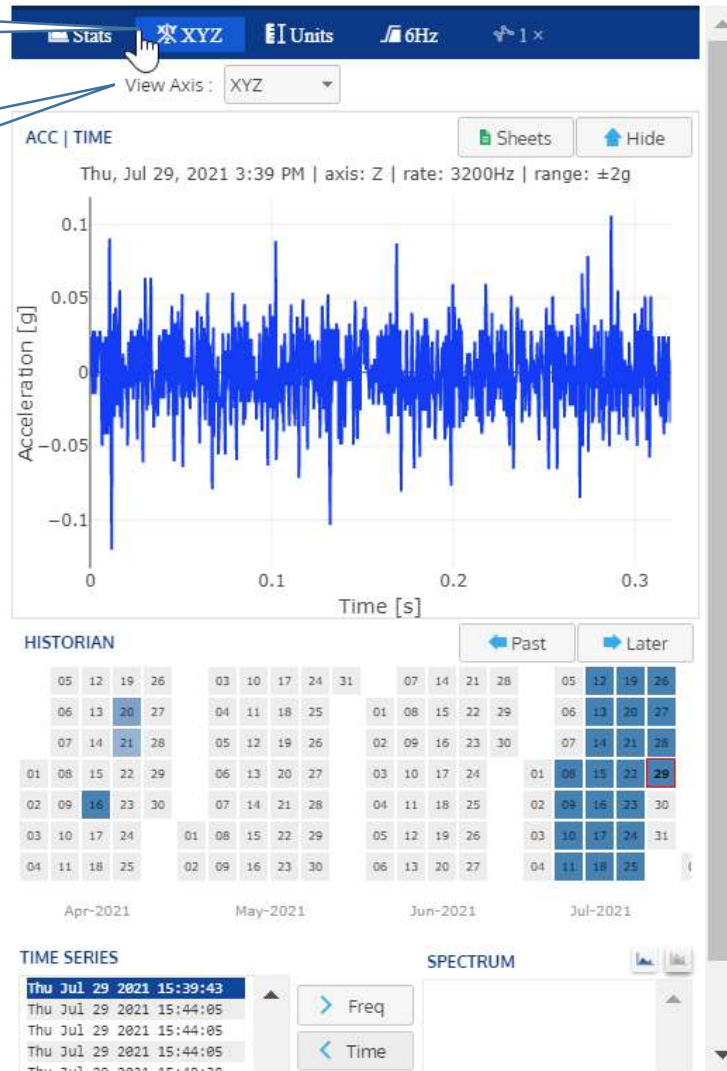 Stats XYZ Units 6Hz 1 ×
View Axis : XYZ
ACC | TIME Sheets Hide
Thu, Jul 29, 2021 3:39 PM | axis: Z | rate: 3200Hz | range: ±2g
0.1
0.05
0
−0.05
−0.1
Acceleration [g]
0 0.1 0.2 0.3
Time [s]
HISTORIAN Past Later
05 12 19 26 03 10 17 24 31 07 14 21 28 05 12 19 26
06 13 20 27 04 11 18 25 01 08 15 22 29 06 13 20 27
07 14 21 28 05 12 19 26 02 09 16 23 30 07 14 21 28
01 08 15 22 29 06 13 20 27 03 10 17 24 01 08 15 22 29
02 09 16 23 30 07 14 21 28 04 11 18 25 02 09 16 23 30
03 10 17 24 01 08 15 22 29 05 12 19 26 03 10 17 24 31
04 11 18 25 02 09 16 23 30 06 13 20 27 04 11 18 25
Apr-2021 May-2021 Jun-2021 Jul-2021
TIME SERIES SPECTRUM
Thu Jul 29 2021 15:39:43
Thu Jul 29 2021 15:44:05
Thu Jul 29 2021 15:44:05
Thu Jul 29 2021 15:44:05
Freq
Time